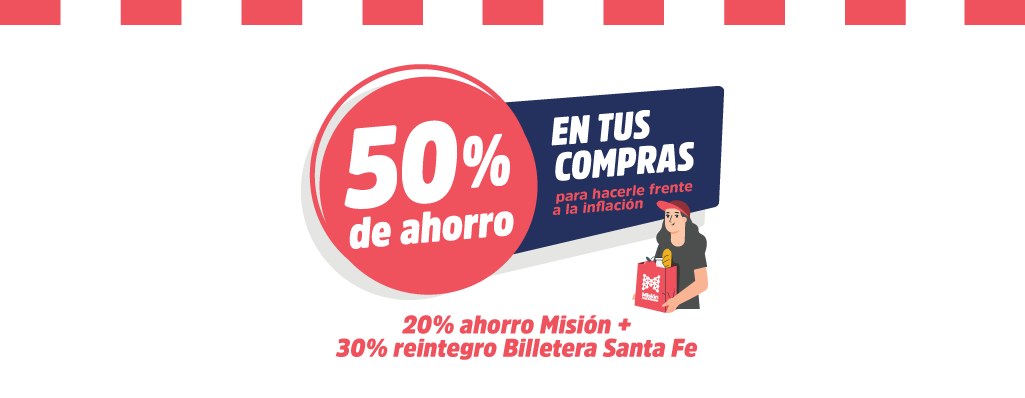 50%
de ahorro
EN TUS
COMPRAS
para hacerle frente
a la inflación
Misión
20% ahorro Misión +
30% reintegro Billetera Santa Fe